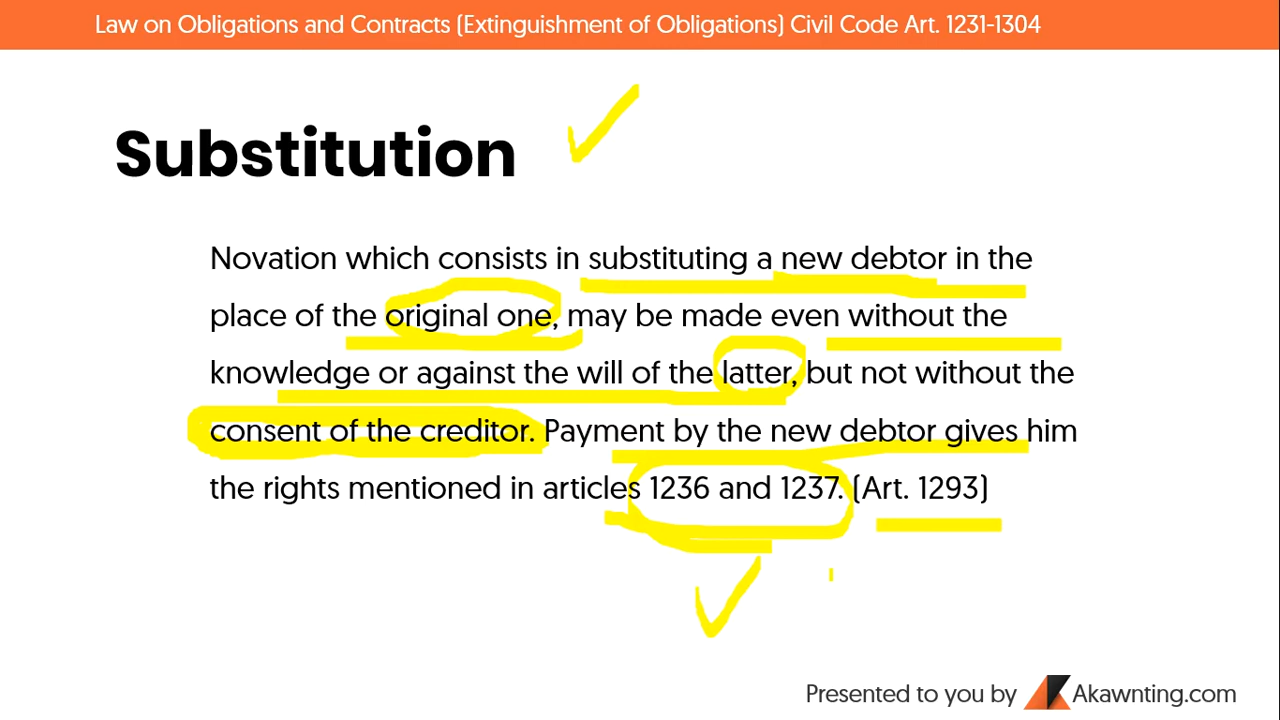 Law on Obligations and Contracts (Extinguishment of Obligations) Civil Code Art. 1231-1304
Substitution
Novation which consists in substituting a new debtor in the
place of the original one, may be made even without the
knowledge or against the will of the latter, but not without the
consent of the creditor. Payment by the new debtor gives him
the rights mentioned in articles 1236 and 1237. (Art. 1293)
Presented to you by Akawnting.com